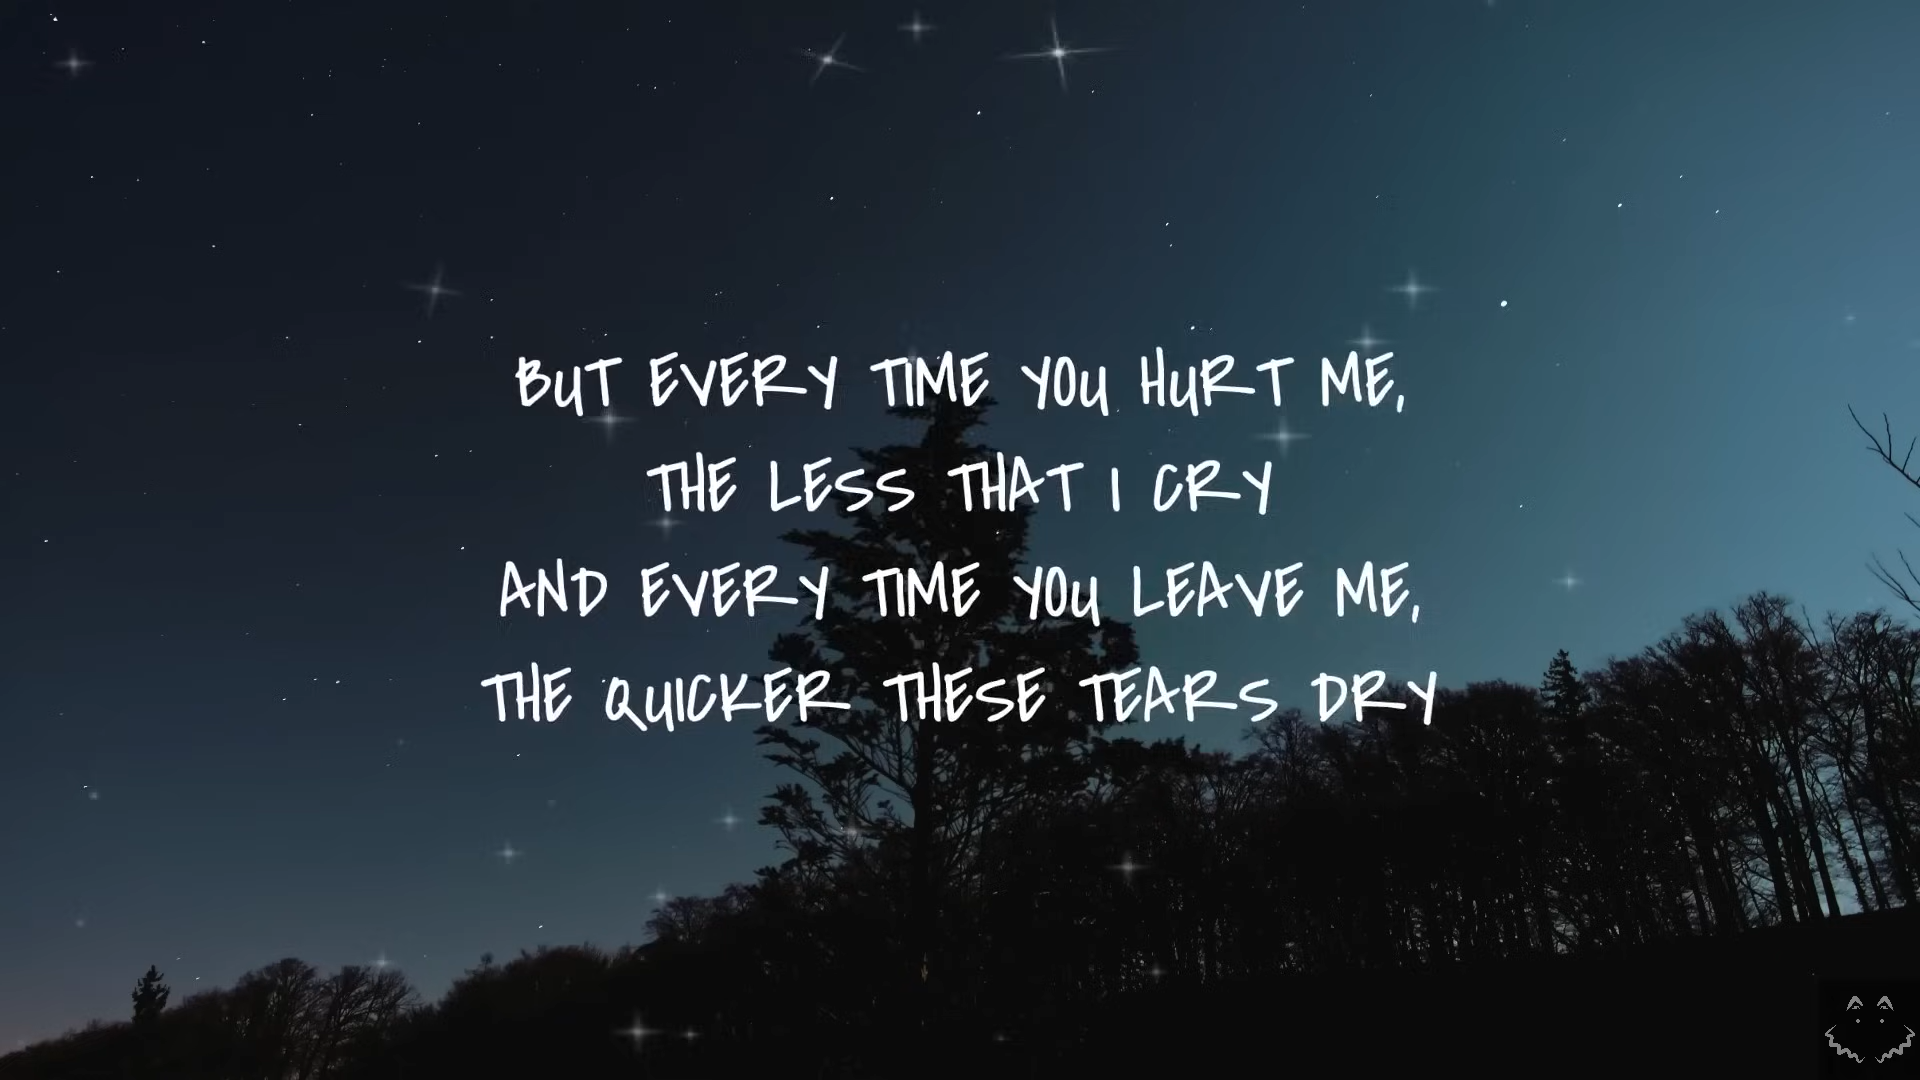 BUT EVERY TIME YOU HURT ME,
THE LESS THAT I CRY
AND EVERY TIME YOU LEAVE ME,
THE QUICKER THESE TEARS DRY